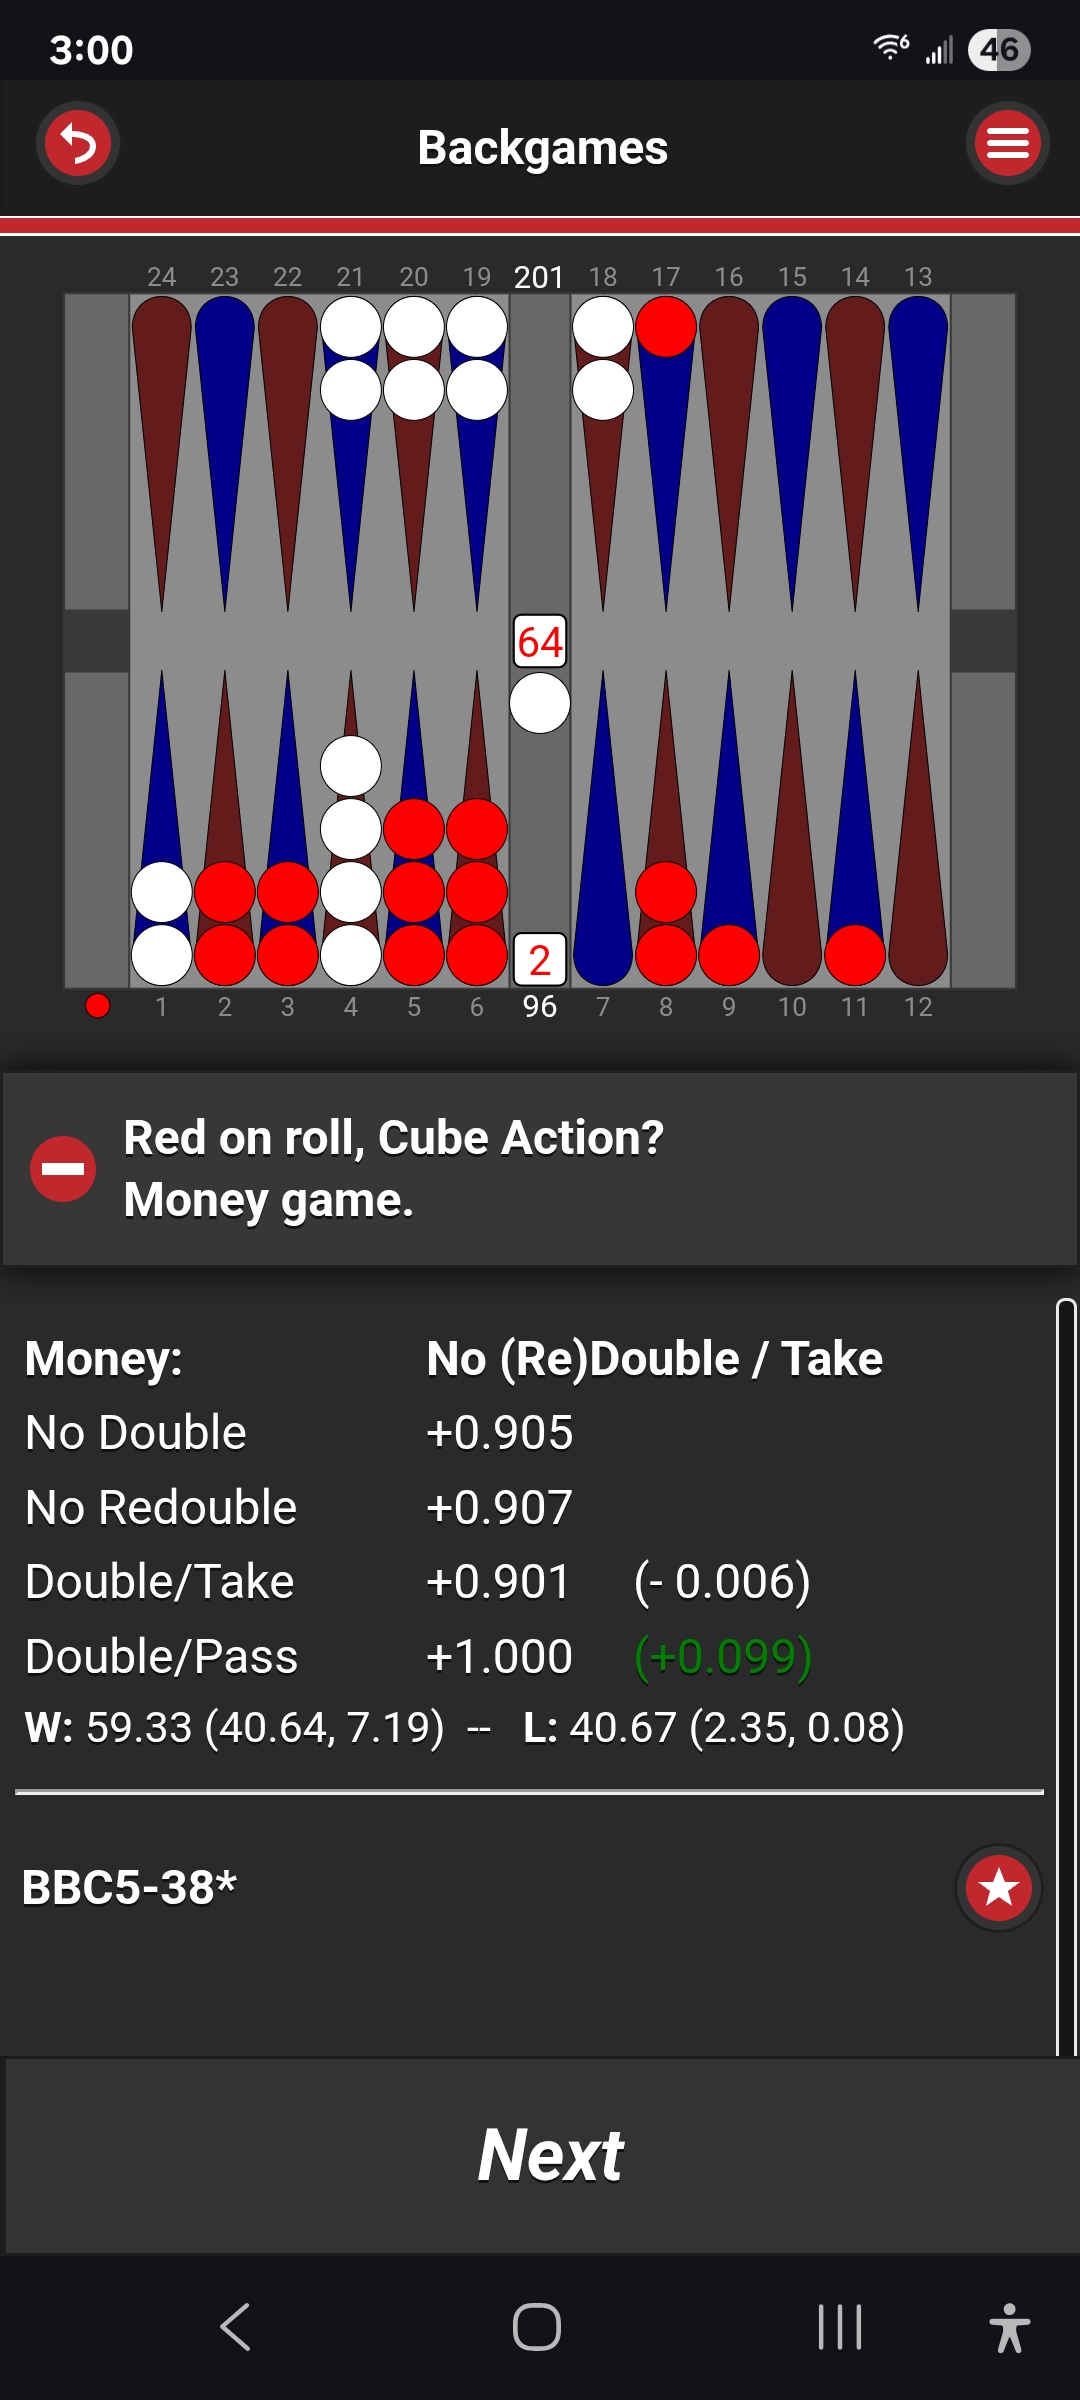 3:00 6 46
Backgames
24 23 22 21 20 19 201 18 17 16 15 14 13
64
2
1 2 3 4 5 6 96 7 8 9 10 11 12
Red on roll, Cube Action?
Money game.
Money: No (Re)Double / Take
No Double +0.905
No Redouble +0.907
Double/Take +0.901 (- 0.006)
Double/Pass +1.000 (+0.099)
W: 59.33 (40.64, 7.19) -- L: 40.67 (2.35, 0.08)
BBC5-38*
Next